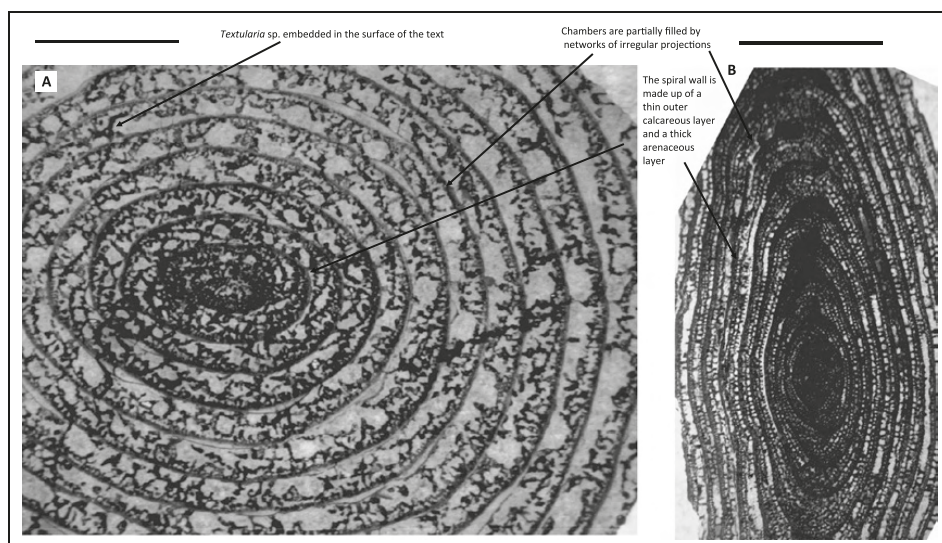 Textularia sp. embedded in the surface of the text
Chambers are partially filled by
networks of irregular projections
A
B
The spiral wall is
made up of a
thin outer
calcareous layer
and a thick
arenaceous
layer